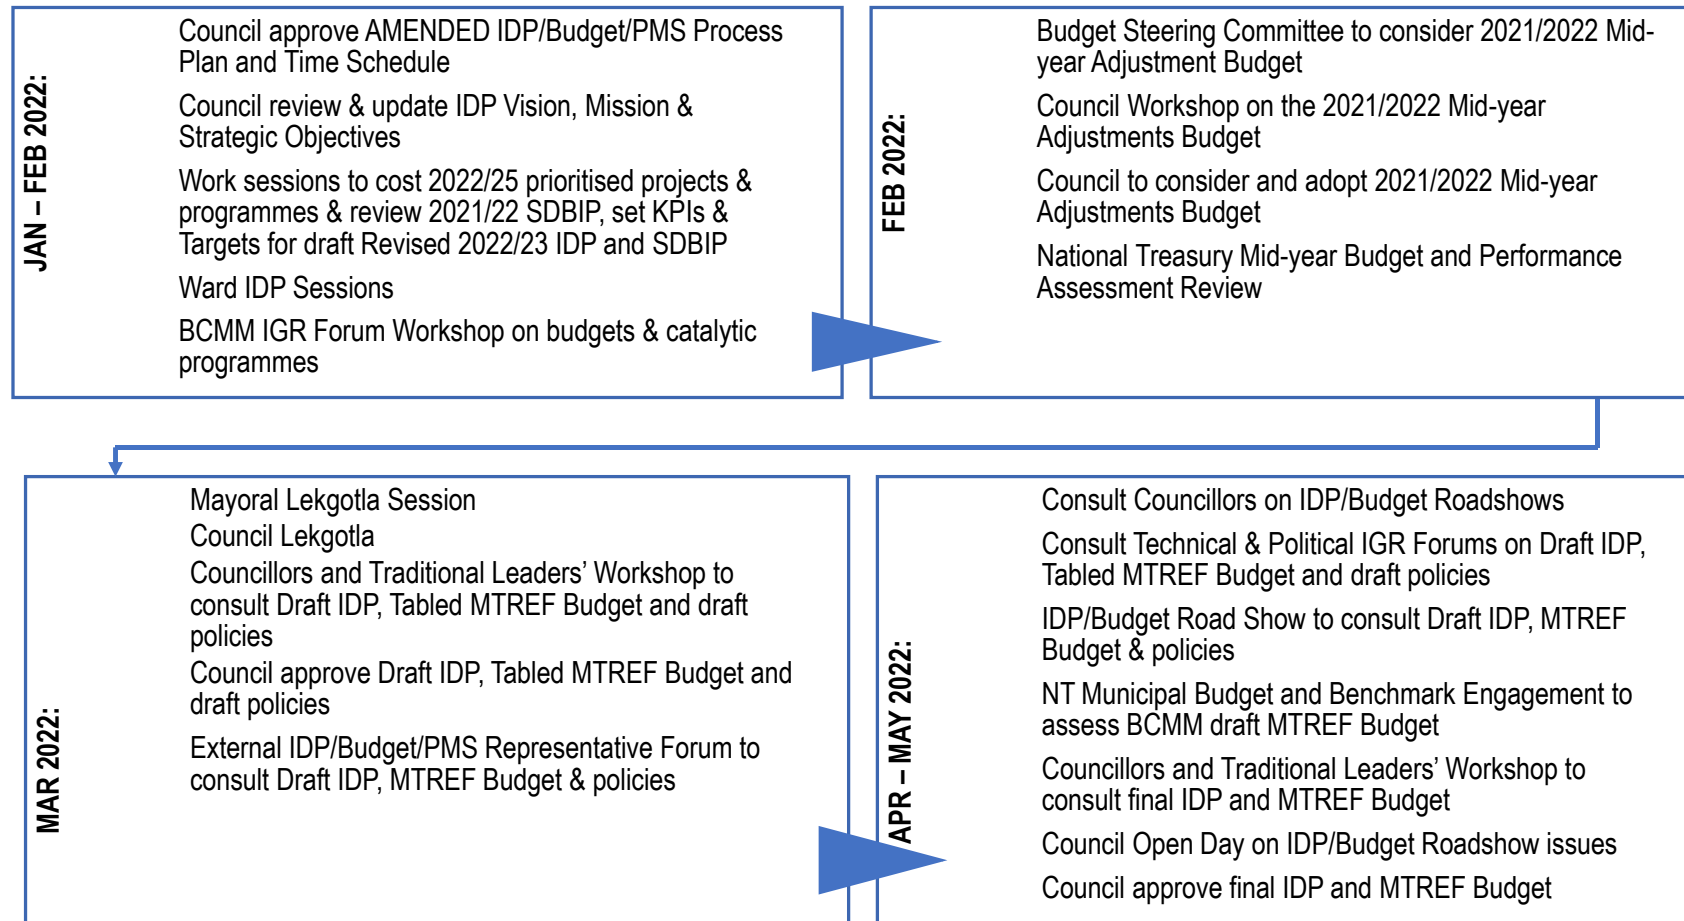 JAN – FEB 2022:
Council approve AMENDED IDP/Budget/PMS Process
Plan and Time Schedule
Council review & update IDP Vision, Mission &
Strategic Objectives
Work sessions to cost 2022/25 prioritised projects &
programmes & review 2021/22 SDBIP, set KPIs &
Targets for draft Revised 2022/23 IDP and SDBIP
Ward IDP Sessions
BCMM IGR Forum Workshop on budgets & catalytic
programmes
FEB 2022:
Budget Steering Committee to consider 2021/2022 Mid-
year Adjustment Budget
Council Workshop on the 2021/2022 Mid-year
Adjustments Budget
Council to consider and adopt 2021/2022 Mid-year
Adjustments Budget
National Treasury Mid-year Budget and Performance
Assessment Review
MAR 2022:
Mayoral Lekgotla Session
Council Lekgotla
Councillors and Traditional Leaders’ Workshop to
consult Draft IDP, Tabled MTREF Budget and draft
policies
Council approve Draft IDP, Tabled MTREF Budget and
draft policies
External IDP/Budget/PMS Representative Forum to
consult Draft IDP, MTREF Budget & policies
APR – MAY 2022:
Consult Councillors on IDP/Budget Roadshows
Consult Technical & Political IGR Forums on Draft IDP,
Tabled MTREF Budget and draft policies
IDP/Budget Road Show to consult Draft IDP, MTREF
Budget & policies
NT Municipal Budget and Benchmark Engagement to
assess BCMM draft MTREF Budget
Councillors and Traditional Leaders’ Workshop to
consult final IDP and MTREF Budget
Council Open Day on IDP/Budget Roadshow issues
Council approve final IDP and MTREF Budget